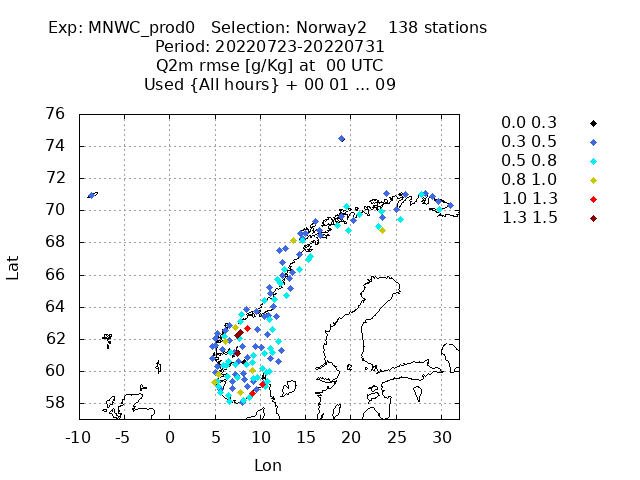 Exp: MNWC_prod0 Selection: Norway2 138 stations
Period: 20220723-20220731
Q2m rmse [g/Kg] at 00 UTC
Used {All hours} + 00 01 ... 09
76
74
72
70
68
66
64
62
60
58
Lat
-10 -5 0 5 10 15 20 25 30
Lon
0.0 0.3
0.3 0.5
0.5 0.8
0.8 1.0
1.0 1.3
1.3 1.5